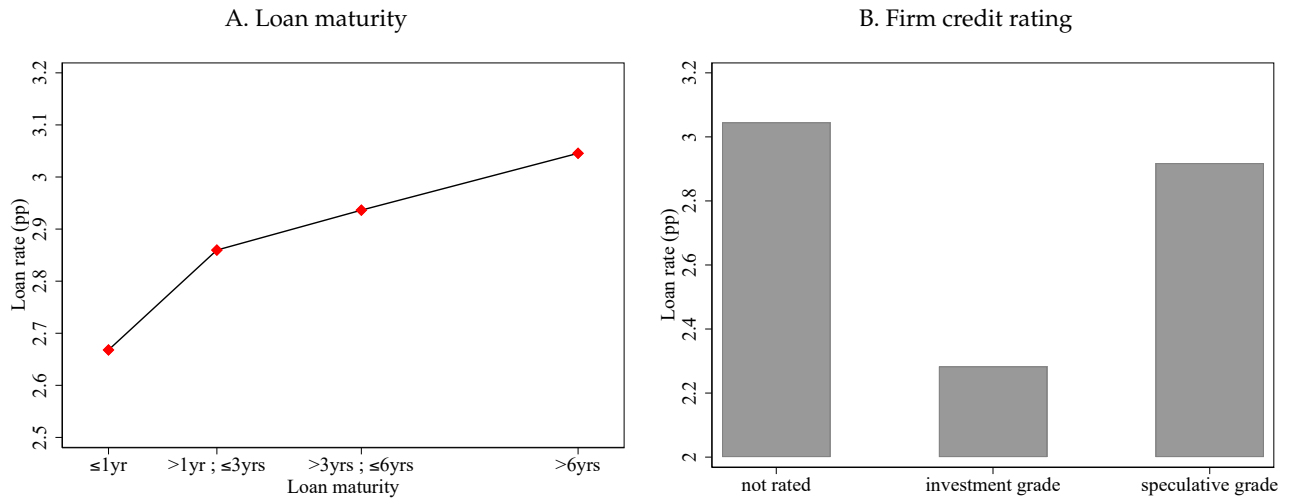 A. Loan maturity
Loan rate (pp)
3.2
3.1
3
2.9
2.8
2.7
2.6
2.5
≤1yr
>1yr ; ≤3yrs
>3yrs ; ≤6yrs
>6yrs
Loan maturity
B. Firm credit rating
Loan rate (pp)
3.2
3
2.8
2.6
2.4
2.2
2
not rated
investment grade
speculative grade